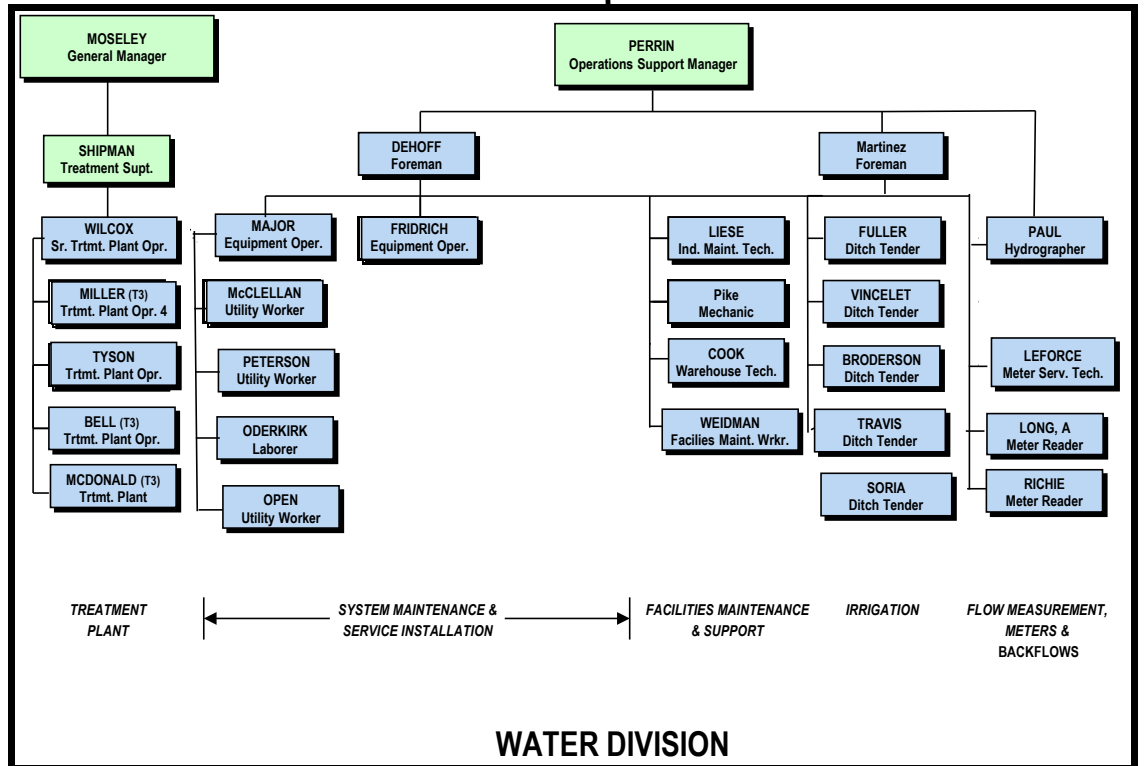 MOSELEY
General Manager
PERRIN
Operations Support Manager
SHIPMAN
Treatment Supt.
DEHOFF
Foreman
Martinez
Foreman
WILCOX
Sr. Trtmt. Plant Opr.
MILLER (T3)
Trtmt. Plant Opr. 4
TYSON
Trtmt. Plant Opr.
BELL (T3)
Trtmt. Plant Opr.
MCDONALD (T3)
Trtmt. Plant
MAJOR
Equipment Oper.
McCLELLAN
Utility Worker
PETERSON
Utility Worker
ODERKIRK
Laborer
OPEN
Utility Worker
FRIDRICH
Equipment Oper.
LIESE
Ind. Maint. Tech.
Pike
Mechanic
COOK
Warehouse Tech.
WEIDMAN
Facilies Maint. Wrkr.
FULLER
Ditch Tender
VINCELET
Ditch Tender
BRODERSON
Ditch Tender
TRAVIS
Ditch Tender
SORIA
Ditch Tender
PAUL
Hydrographer
LEFORCE
Meter Serv. Tech.
LONG, A
Meter Reader
RICHIE
Meter Reader
TREATMENT
PLANT
SYSTEM MAINTENANCE &
SERVICE INSTALLATION
FACILITIES MAINTENANCE
& SUPPORT
IRRIGATION
FLOW MEASUREMENT,
METERS &
BACKFLOWS
WATER DIVISION